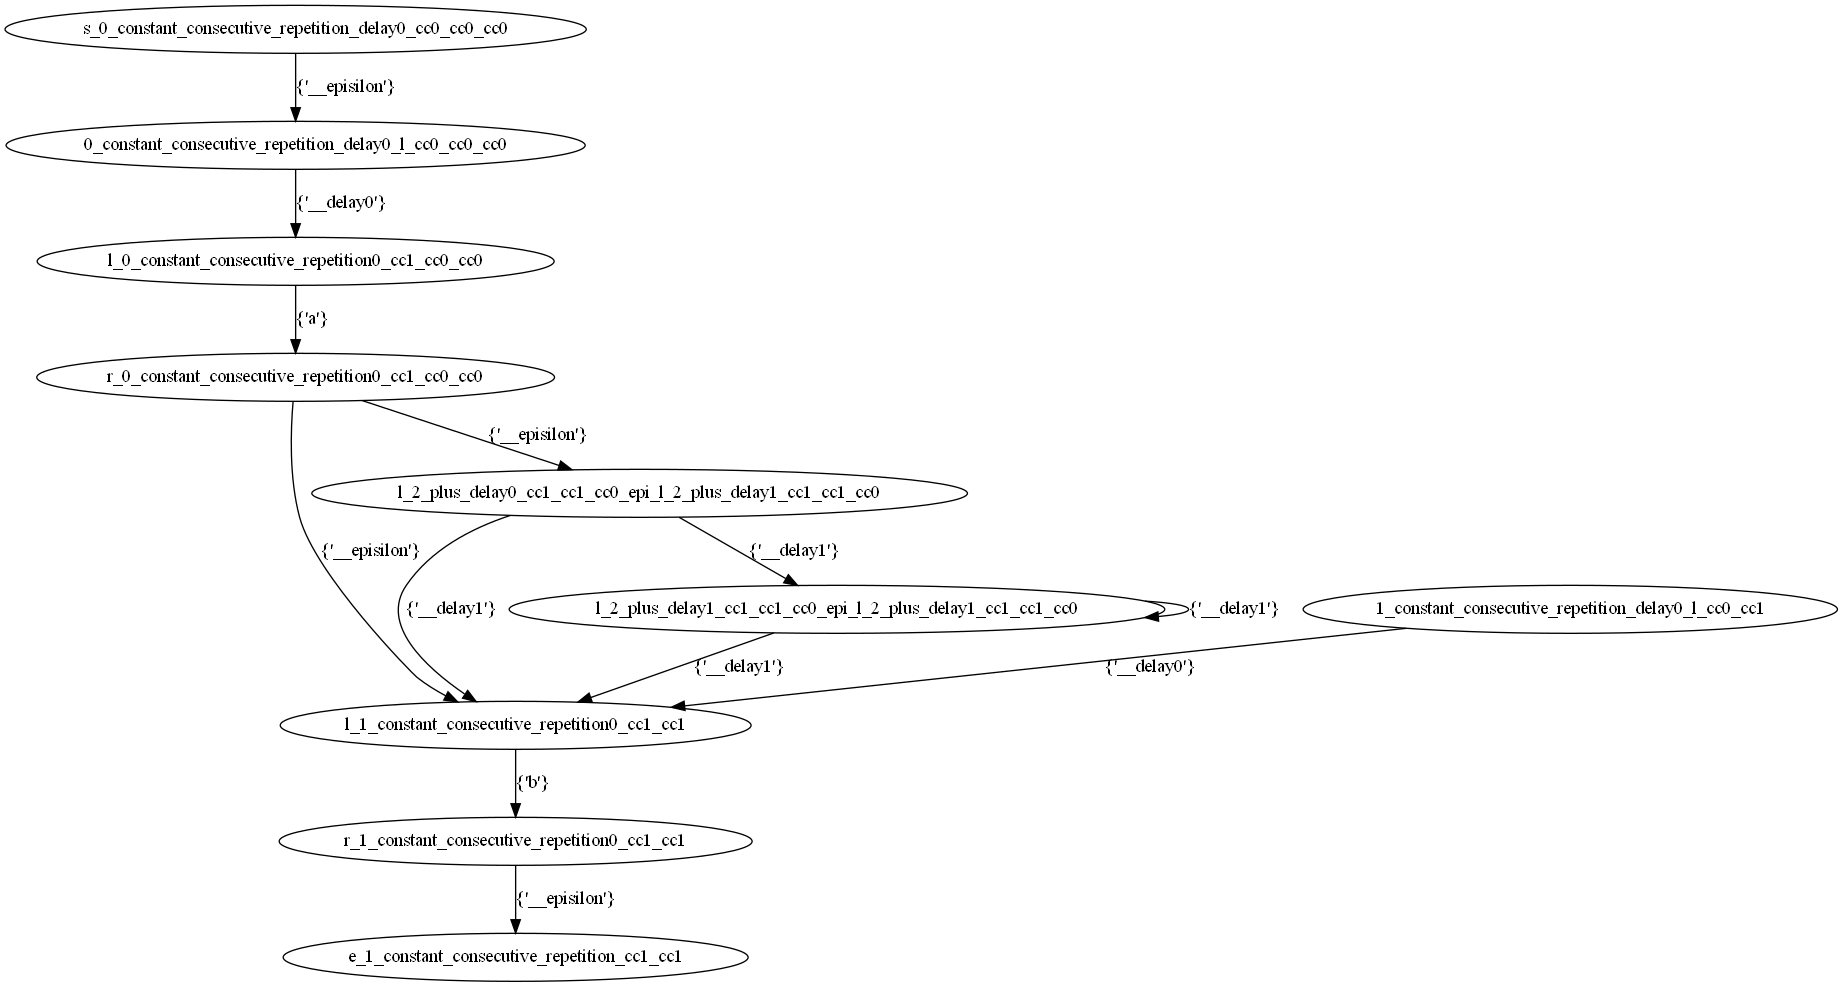 s_0_constant_consecutive_repetition_delay0_cc0_cc0_cc0
{'__episilon'}
0_constant_consecutive_repetition_delay0_l_cc0_cc0_cc0
{'__delay0'}
l_0_constant_consecutive_repetition0_cc1_cc0_cc0
{'a'}
r_0_constant_consecutive_repetition0_cc1_cc0_cc0
{'__episilon'}
l_2_plus_delay0_cc1_cc1_cc0_epi_l_2_plus_delay1_cc1_cc1_cc0
{'__episilon'}
{'__delay1'}
{'__delay1'}
l_2_plus_delay1_cc1_cc1_cc0_epi_l_2_plus_delay1_cc1_cc1_cc0
{'__delay1'}
1_constant_consecutive_repetition_delay0_l_cc0_cc1
{'__delay1'}
{'__delay0'}
l_1_constant_consecutive_repetition0_cc1_cc1
{'b'}
r_1_constant_consecutive_repetition0_cc1_cc1
{'__episilon'}
e_1_constant_consecutive_repetition_cc1_cc1